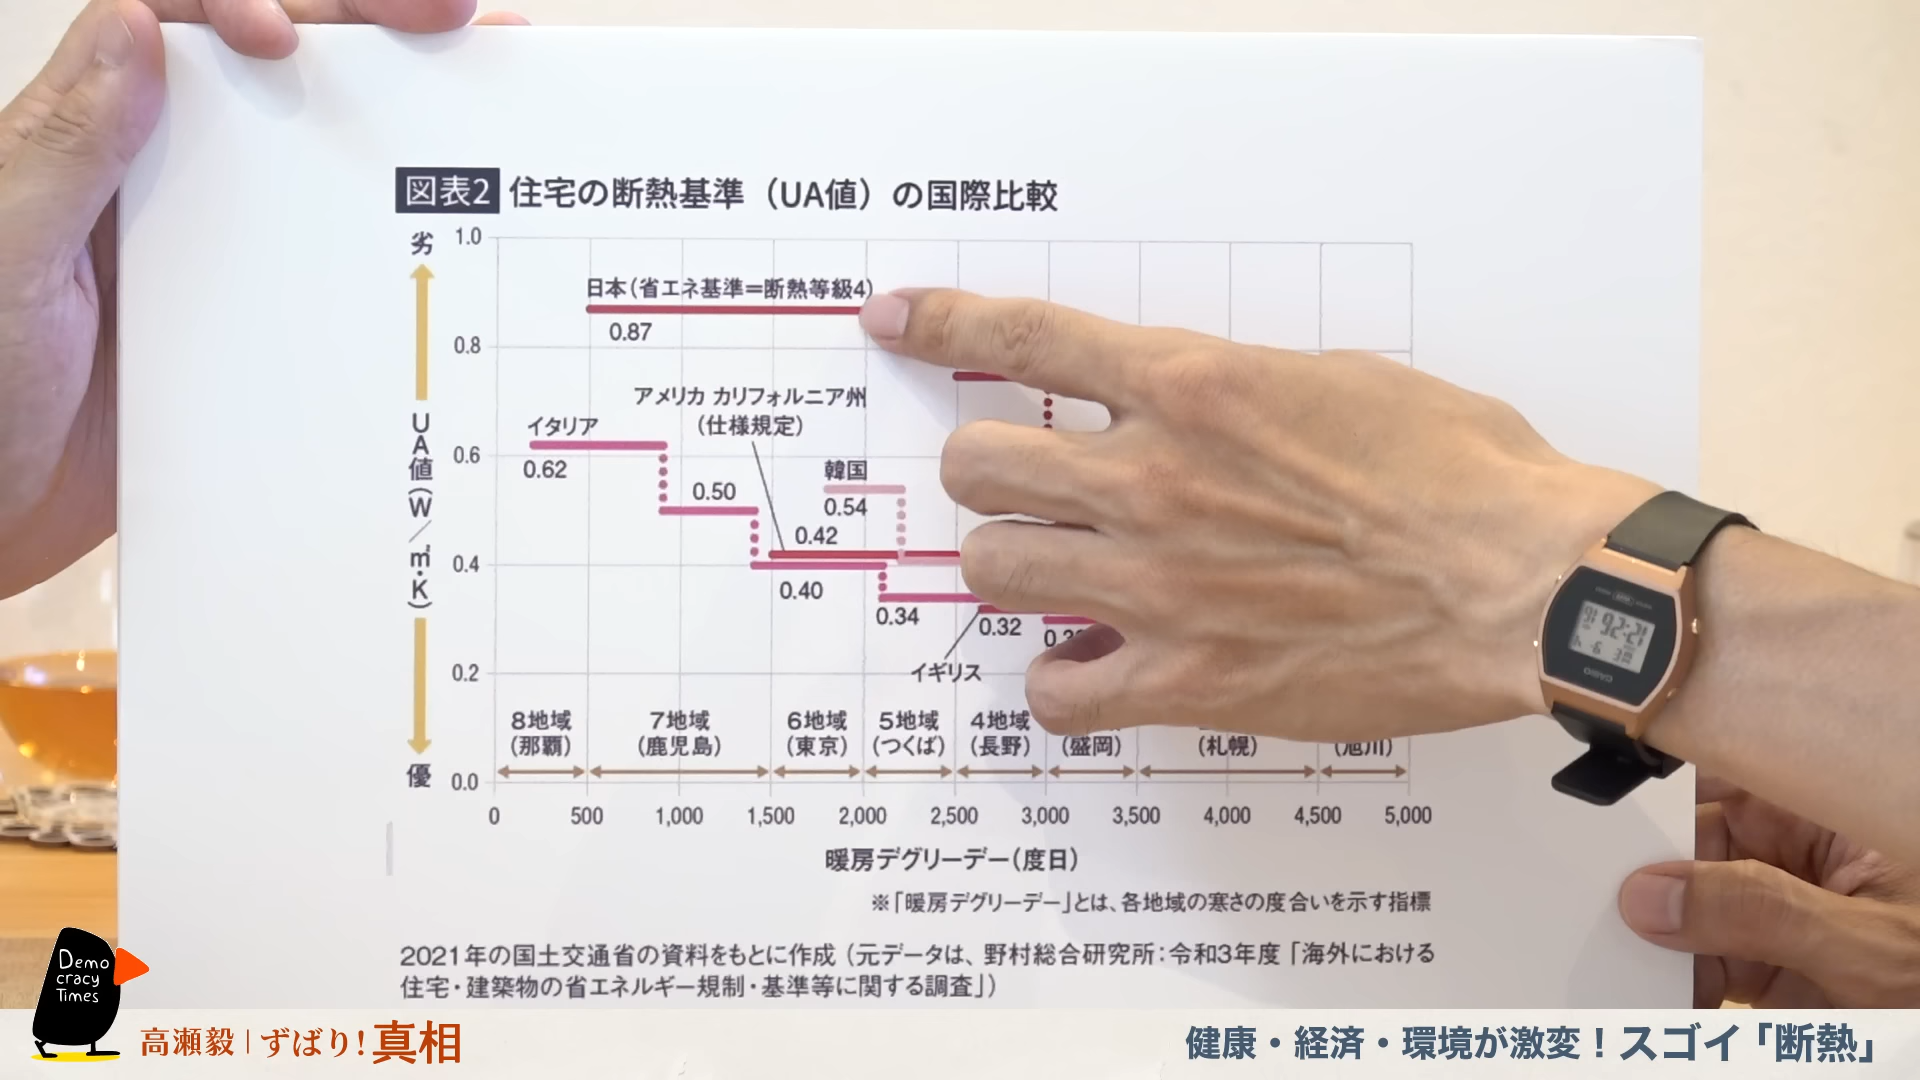 図表2 住宅の断熱基準（UA値）の国際比較
劣
UA値（W／㎡・K）
優
1.0
0.8
0.6
0.4
0.2
0.0
日本（省エネ基準＝断熱等級4）
0.87
アメリカ カリフォルニア州
（仕様規定）
イタリア
0.62
0.50
韓国
0.54
0.42
0.40
0.34
0.32
イギリス
8地域 7地域 6地域 5地域 4地域
（那覇） （鹿児島） （東京） （つくば） （長野） （盛岡） （札幌） （旭川）
0 500 1,000 1,500 2,000 2,500 3,000 3,500 4,000 4,500 5,000
暖房デグリーデー（度日）
※「暖房デグリーデー」とは、各地域の寒さの度合いを示す指標
2021年の国土交通省の資料をもとに作成（元データは、野村総合研究所：令和3年度「海外における
住宅・建築物の省エネルギー規制・基準等に関する調査」）
CASIO
Demo
cracy
Times
高瀬毅｜ずばり！真相
健康・経済・環境が激変！スゴイ「断熱」